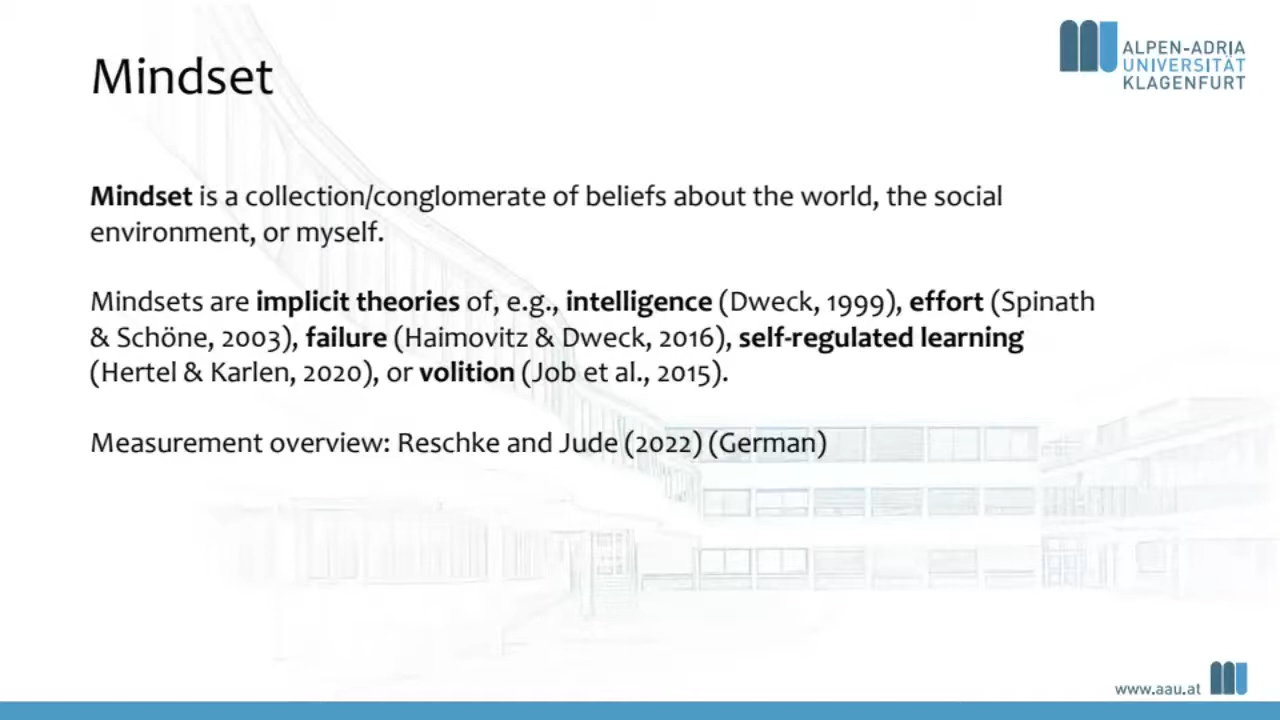 Mindset
ALPEN-ADRIA
UNIVERSITÄT
KLAGENFURT
Mindset is a collection/conglomerate of beliefs about the world, the social
environment, or myself.
Mindsets are implicit theories of, e.g., intelligence (Dweck, 1999), effort (Spinath
& Schöne, 2003), failure (Haimovitz & Dweck, 2016), self-regulated learning
(Hertel & Karlen, 2020), or volition (Job et al., 2015).
Measurement overview: Reschke and Jude (2022) (German)
www.aau.at